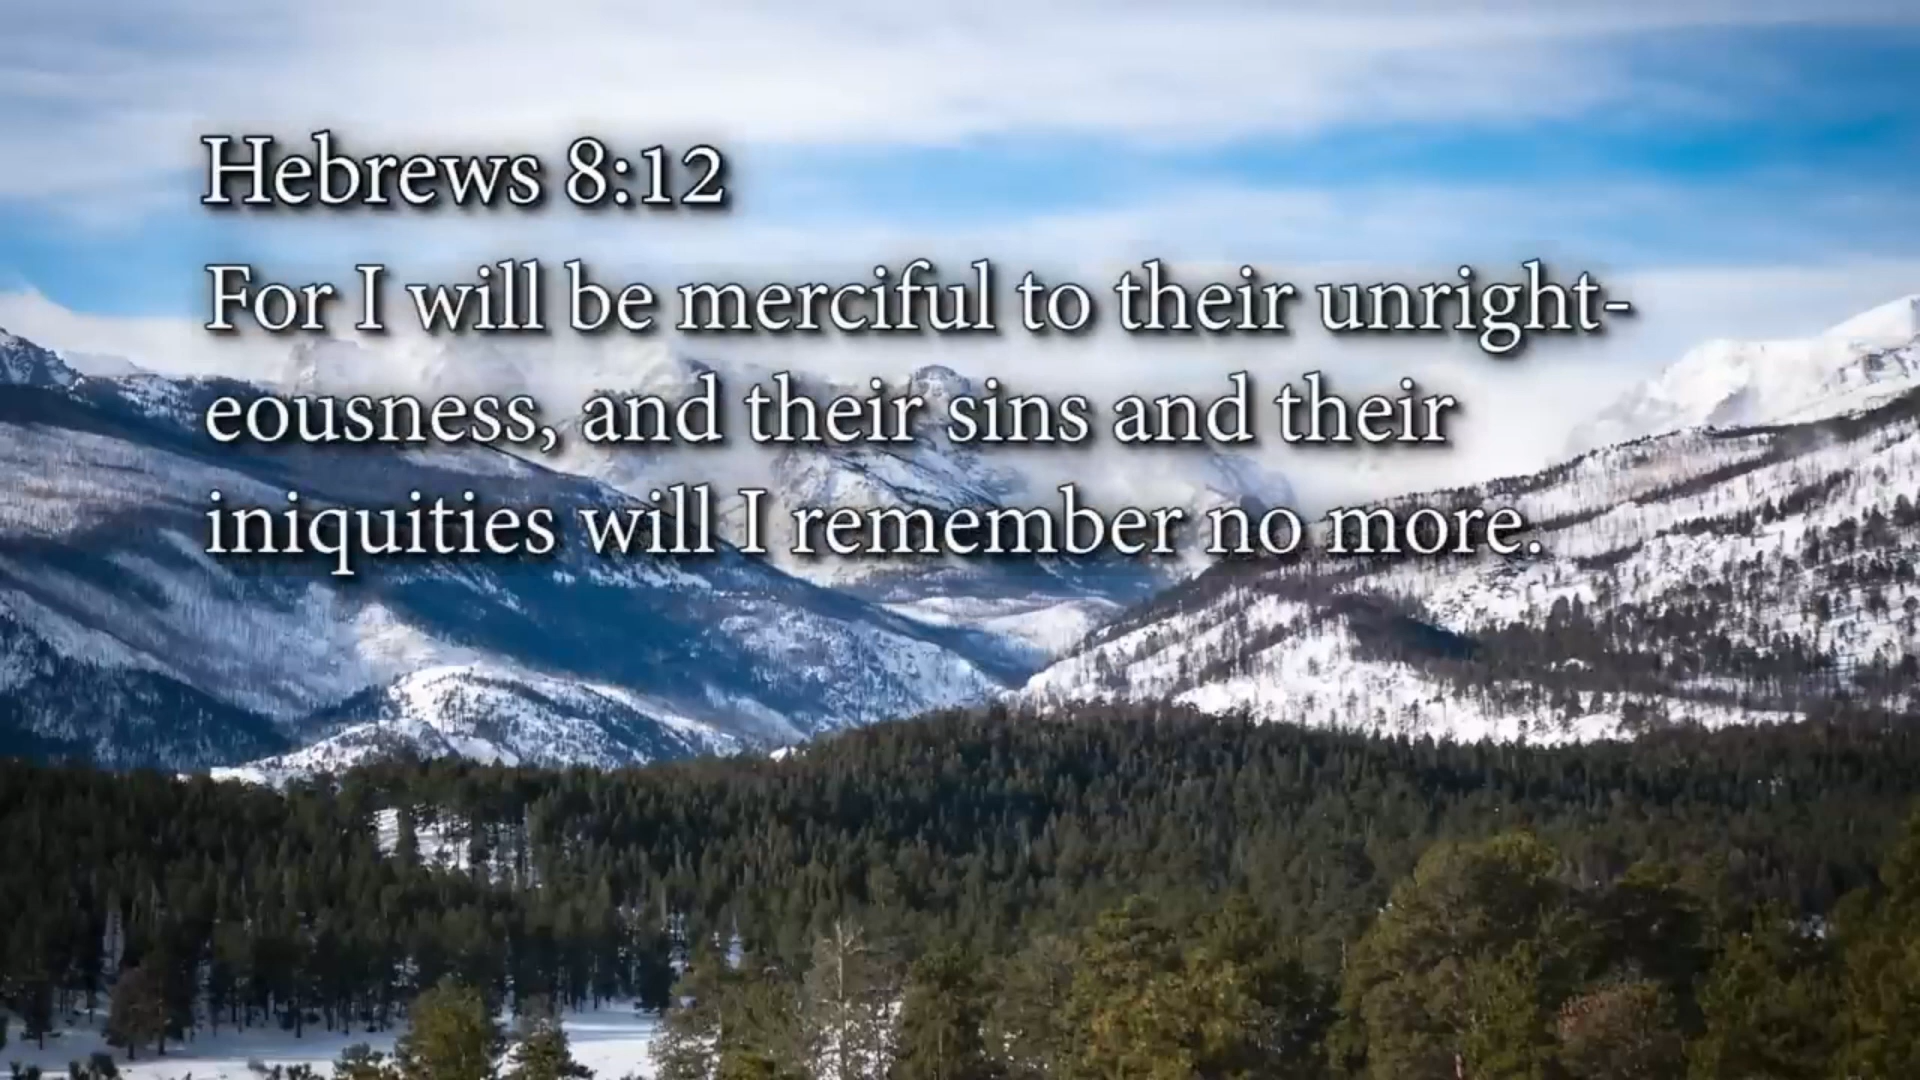 Hebrews 8:12
For I will be merciful to their unright-
eousness, and their sins and their
iniquities will I remember no more.